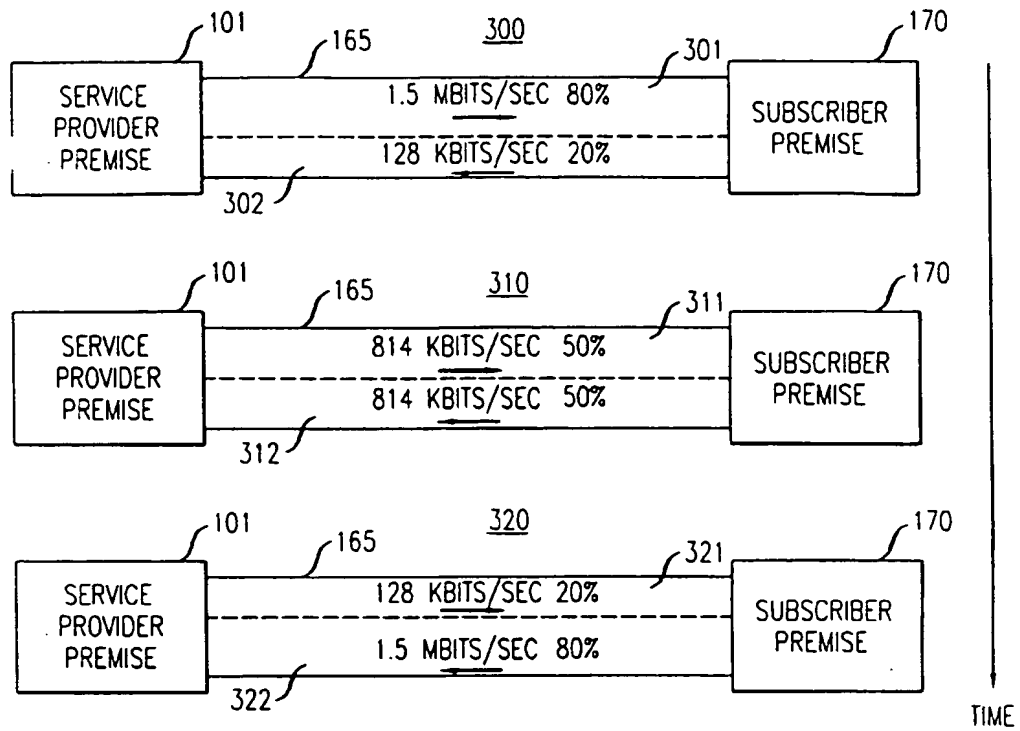 101
165
300
301
170
SERVICE
PROVIDER
PREMISE
1.5 MBITS/SEC 80%
128 KBITS/SEC 20%
SUBSCRIBER
PREMISE
302
101
165
310
311
170
SERVICE
PROVIDER
PREMISE
814 KBITS/SEC 50%
814 KBITS/SEC 50%
SUBSCRIBER
PREMISE
312
101
165
320
321
170
SERVICE
PROVIDER
PREMISE
128 KBITS/SEC 20%
1.5 MBITS/SEC 80%
SUBSCRIBER
PREMISE
322
TIME